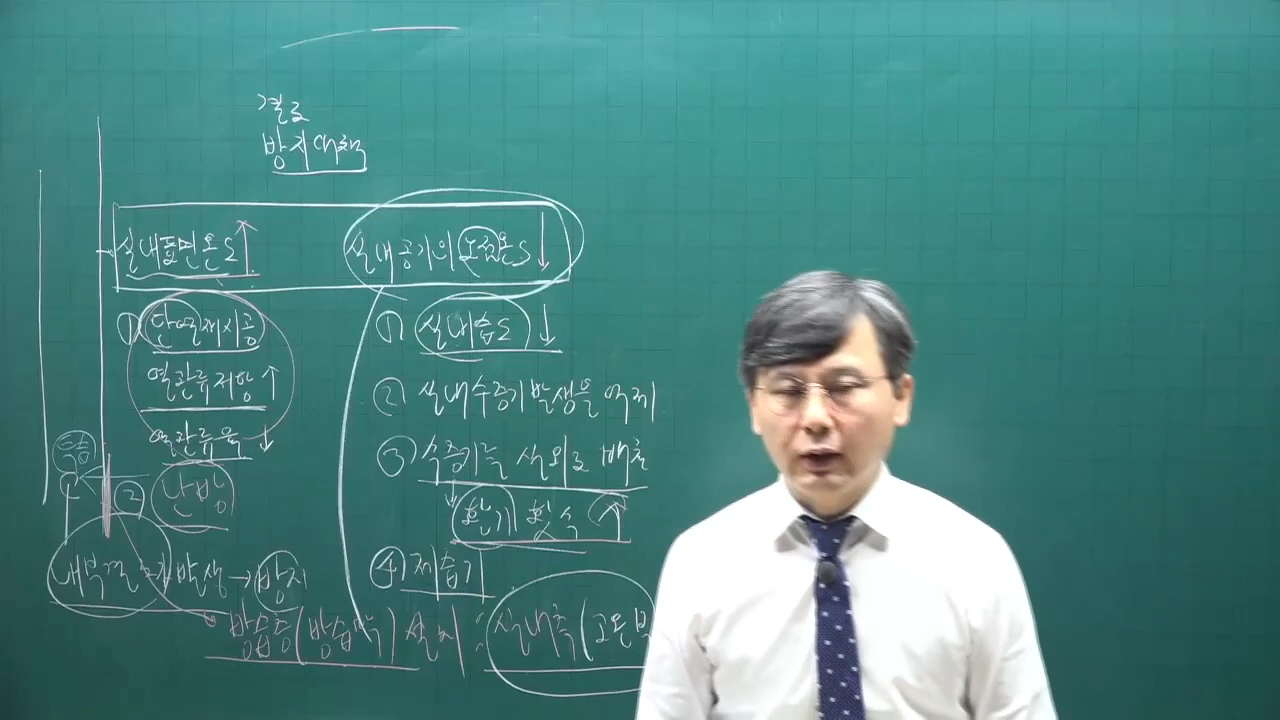 결로
방지대책
실내표면온도↑
실내공기의 노점온도↓
① 단열재시공
열관류저항↑
열관류율↓
② 난방
① 실내습도↓
② 실내수증기 발생을 억제
③ 수증기를 실외로 배출
↓환기횟수↑
④ 제습기
내부결로 발생→방지
방습층(방습막) 설치 : 실내측(고온부